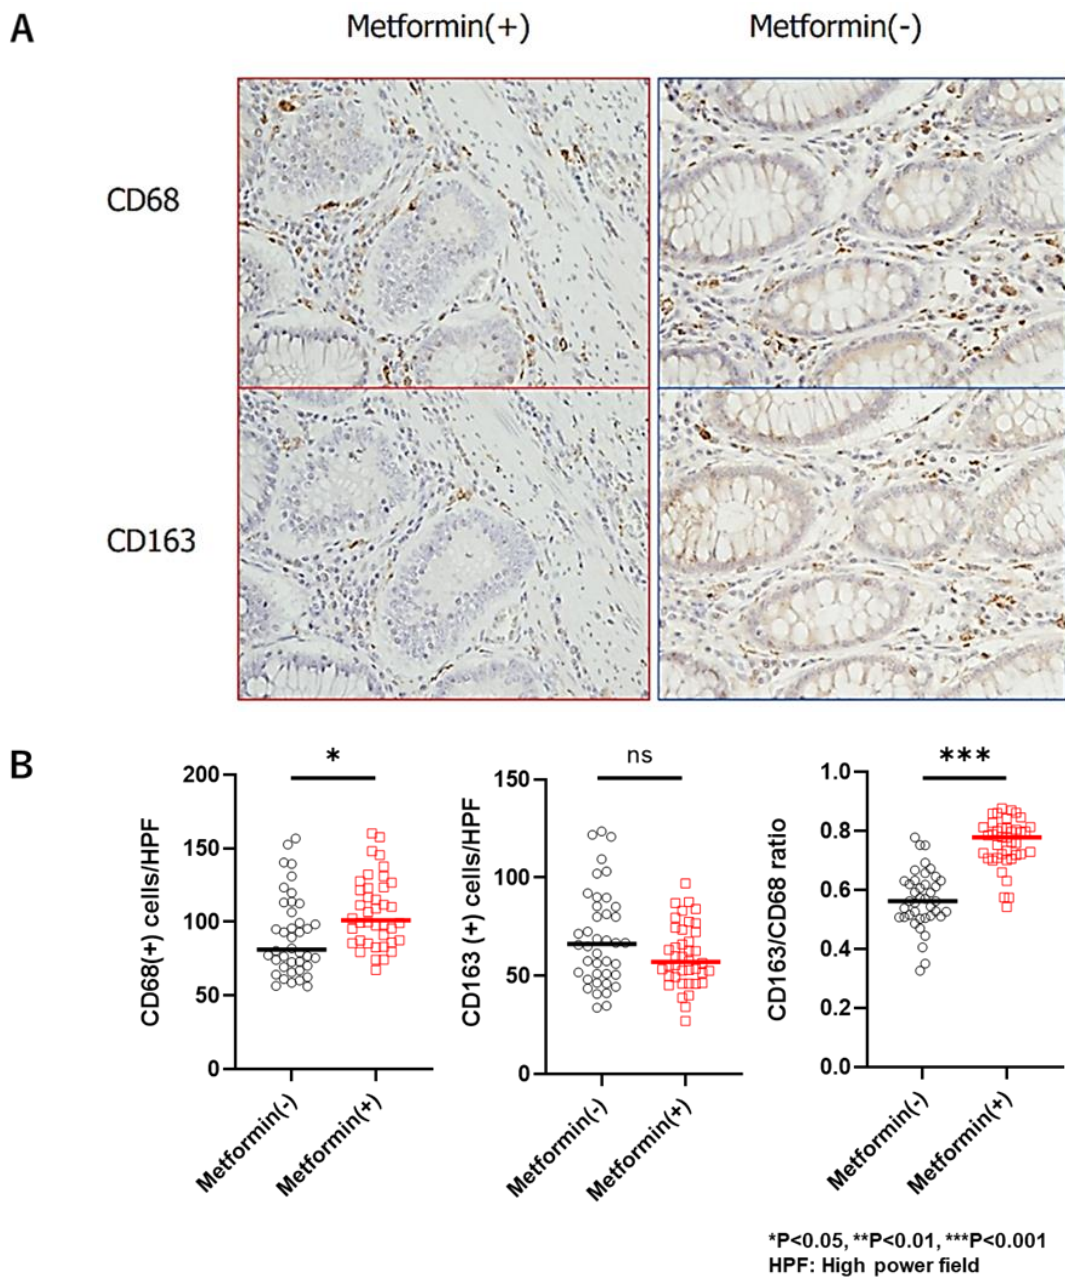 A
Metformin(+)
Metformin(-)
CD68
CD163
B
*
200
150
100
50
0
CD68(+) cells/HPF
Metformin(-)
Metformin(+)
ns
150
100
50
0
CD163 (+) cells/HPF
Metformin(-)
Metformin(+)
***
1.0
0.8
0.6
0.4
0.2
0.0
CD163/CD68 ratio
Metformin(-)
Metformin(+)
*P<0.05, **P<0.01, ***P<0.001
HPF: High power field